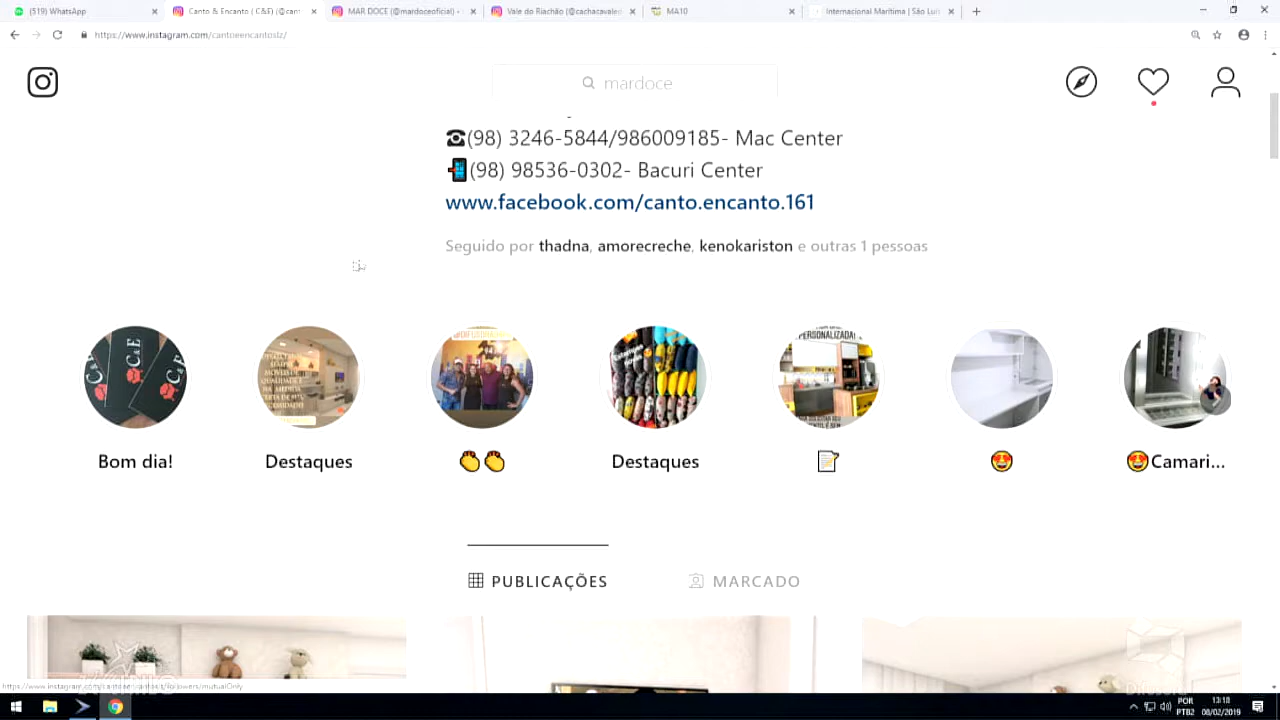 (519) WhatsApp
Canto & Encanto ( C&E) (@cant
MAR DOCE (@mardoceoficial) •
Vale do Riachão (@cachacavaled
MA10
Internacional Marítima | São Luí
https://www.instagram.com/cantoeencantoslz/
mardoce
(98) 3246-5844/986009185- Mac Center
(98) 98536-0302- Bacuri Center
www.facebook.com/canto.encanto.161
Seguido por thadna, amorecreche, kenokariston e outras 1 pessoas
C&E
PERSONALIZADA!
Bom dia!
Destaques
Destaques
Camari...
PUBLICAÇÕES
MARCADO
POR
PTB2
13:18
08/02/2019